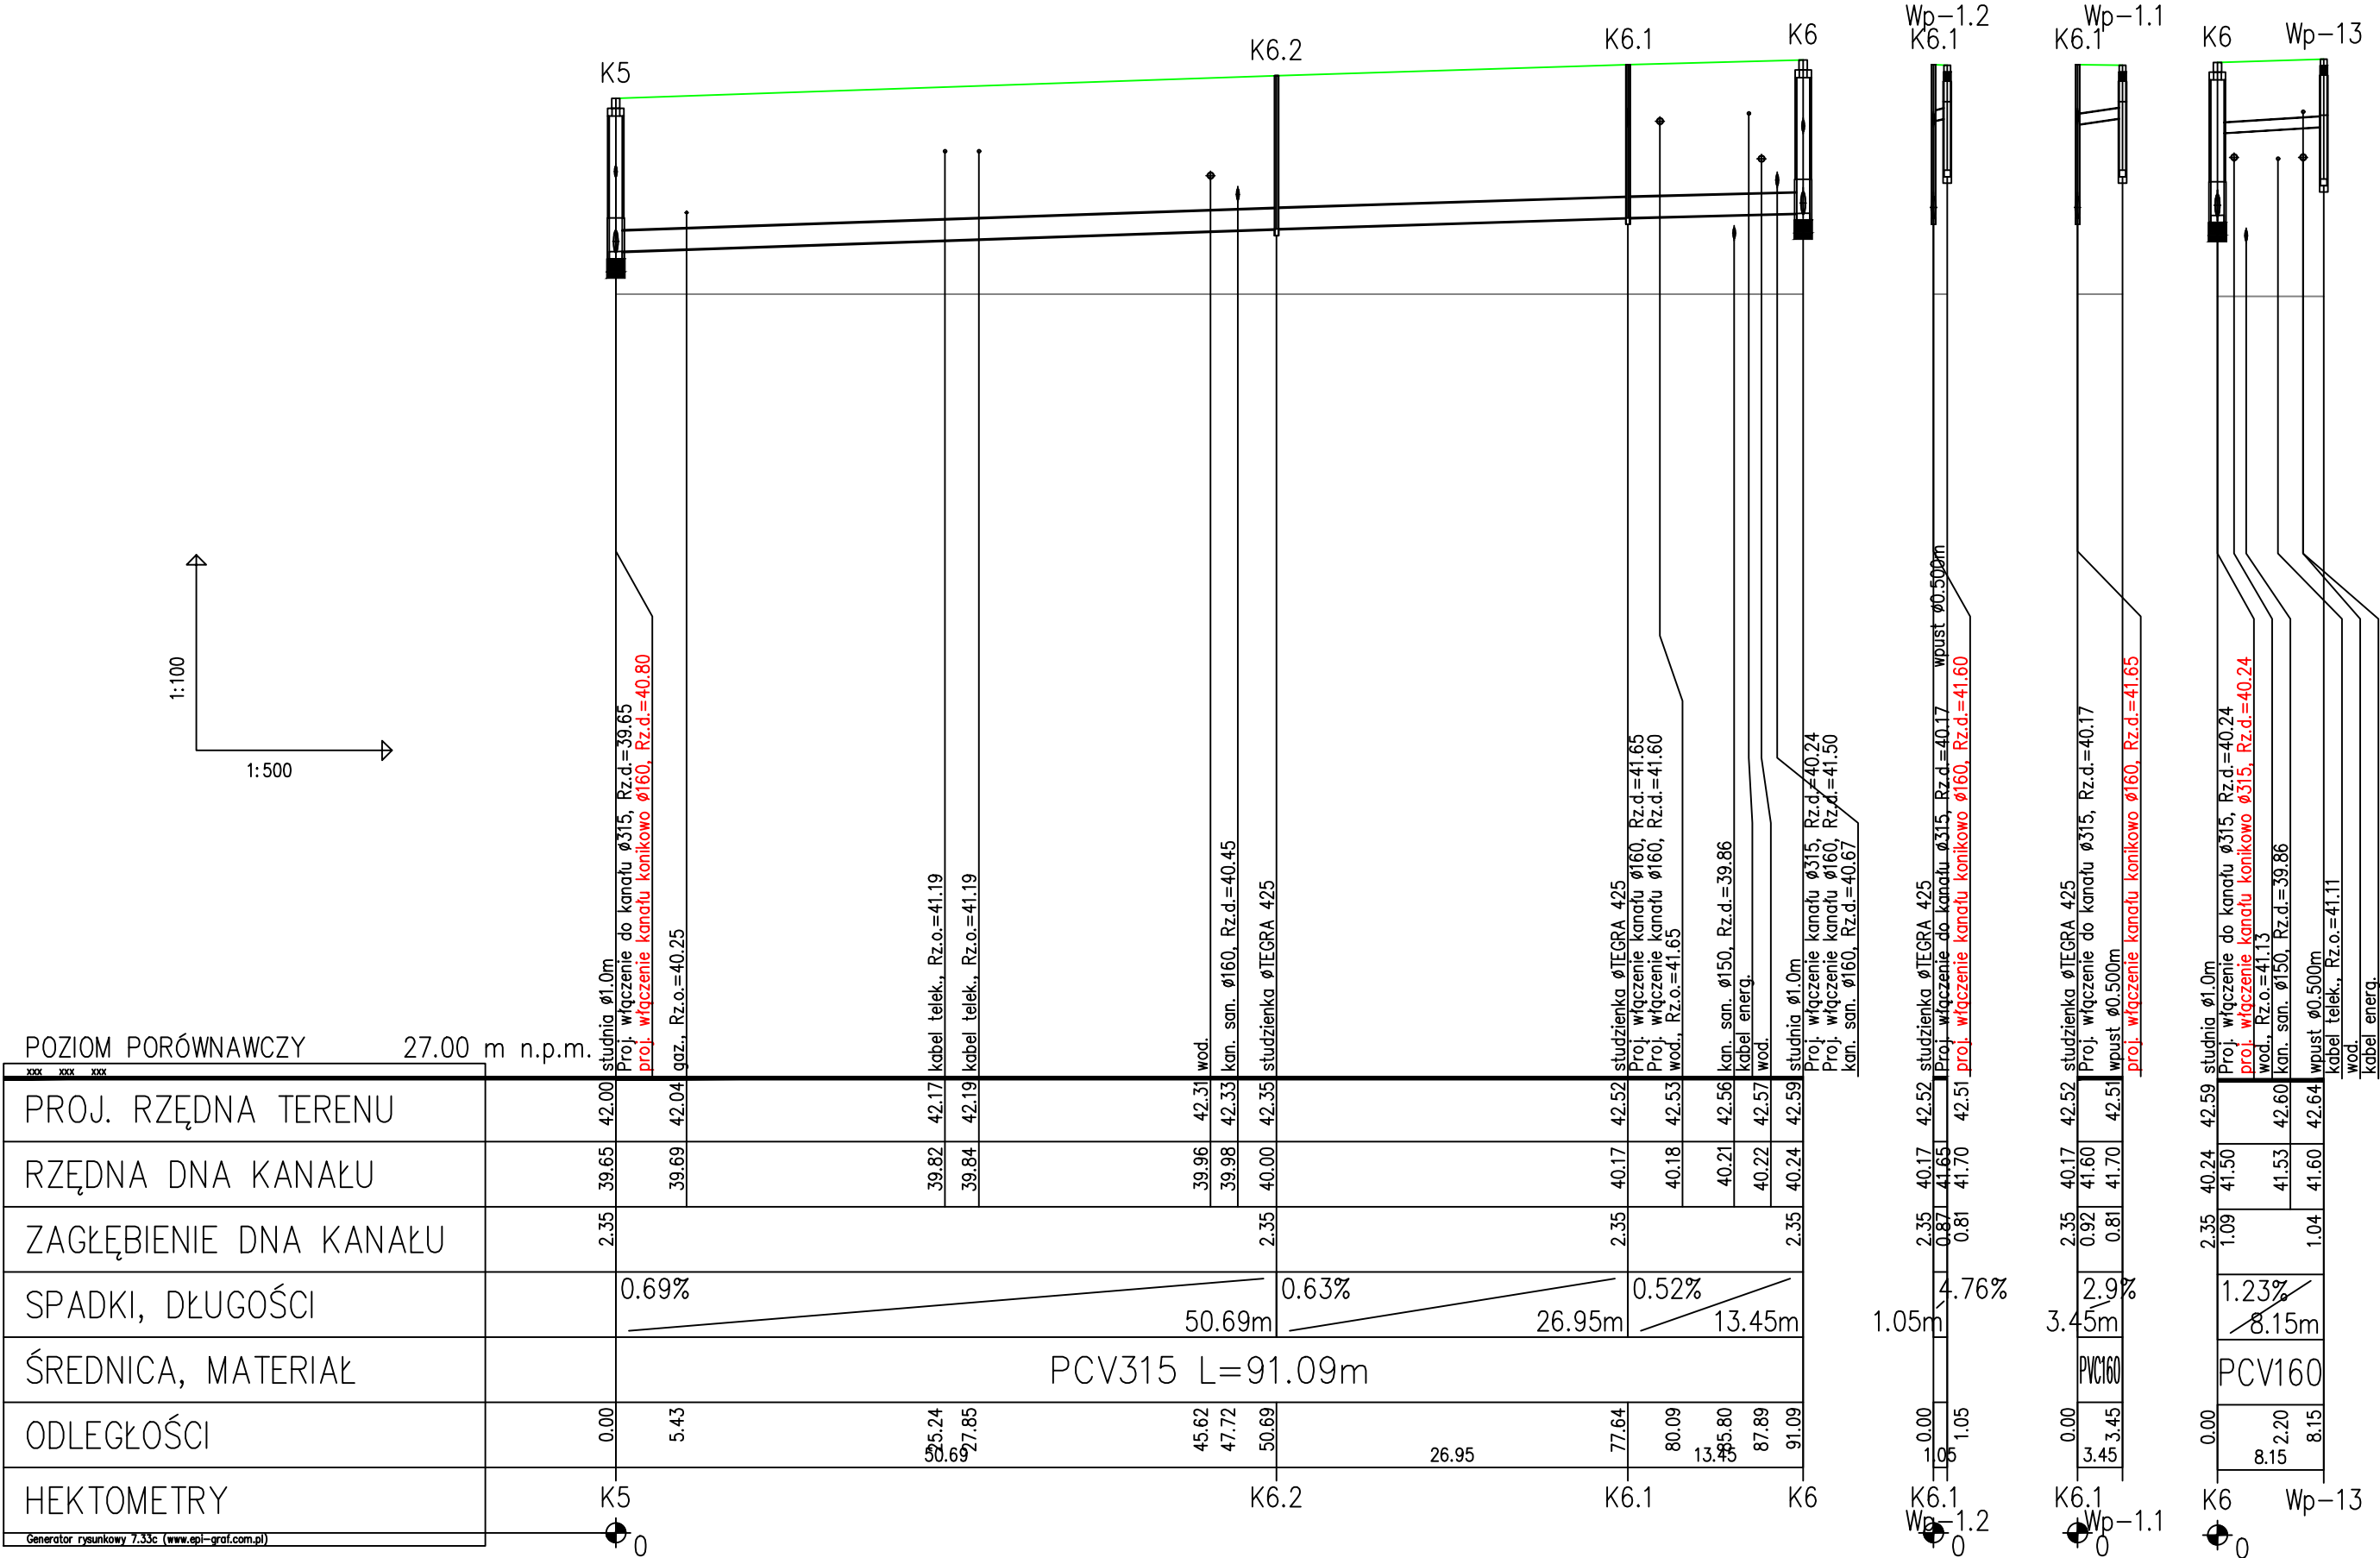 Wp-1.2
Wp-1.1
K5
K6.2
K6.1
K6
K6.1
K6.1
K6
Wp-13
1:100
1:500
studnia ø1.0m
Proj. włączenie do kanału ø315, Rz.d.=39.65
proj. włączenie kanału konikowo ø160, Rz.d.=40.80
gaz., Rz.o.=40.25
kabel telek., Rz.o.=41.19
kabel telek., Rz.o.=41.19
wod.
kan. san. ø160, Rz.d.=40.45
studzienka øTEGRA 425
studzienka øTEGRA 425
Proj. włączenie kanału ø160, Rz.d.=41.65
Proj. włączenie kanału ø160, Rz.d.=41.60
wod., Rz.o.=41.65
kan. san. ø150, Rz.d.=39.86
kabel energ.
wod.
studnia ø1.0m
Proj. włączenie kanału ø315, Rz.d.=40.24
Proj. włączenie kanału ø160, Rz.d.=41.50
kan. san. ø160, Rz.d.=40.67
studzienka øTEGRA 425
Proj. włączenie do kanału ø315, Rz.d.=40.17
wpust ø0.500m
proj. włączenie kanału konikowo ø160, Rz.d.=41.60
studzienka øTEGRA 425
Proj. włączenie do kanału ø315, Rz.d.=40.17
wpust ø0.500m
proj. włączenie kanału konikowo ø160, Rz.d.=41.65
studnia ø1.0m
Proj. włączenie do kanału ø315, Rz.d.=40.24
proj. włączenie kanału konikowo ø315, Rz.d.=40.24
wod., Rz.o.=41.13
kan. san. ø150, Rz.d.=39.86
wpust ø0.500m
kabel telek., Rz.o.=41.11
wod.
kabel energ.
POZIOM PORÓWNAWCZY 27.00 m n.p.m.
xxx xxx xxx
PROJ. RZĘDNA TERENU 42.00 42.04 42.17 42.19 42.31 42.33 42.35 42.52 42.53 42.56 42.57 42.59 42.52 42.51 42.52 42.51 42.59 42.60 42.64
RZĘDNA DNA KANAŁU 39.65 39.69 39.82 39.84 39.96 39.98 40.00 40.17 40.18 40.21 40.22 40.24 40.17 41.65 41.70 40.17 41.60 41.70 40.24 41.50 41.53 41.60
ZAGŁĘBIENIE DNA KANAŁU 2.35 2.35 2.35 2.35 2.35 0.87 0.81 2.35 0.92 0.81 2.35 1.09 1.04
SPADKI, DŁUGOŚCI 0.69% 50.69m 0.63% 26.95m 0.52% 13.45m 4.76% 1.05m 2.9% 3.45m 1.23% 8.15m
ŚREDNICA, MATERIAŁ PCV315 L=91.09m PVC160 PCV160
ODLEGŁOŚCI 0.00 5.43 25.24 27.85 45.62 47.72 50.69 77.64 80.09 85.80 87.89 91.09 0.00 1.05 0.00 3.45 0.00 2.20 8.15
50.69 26.95 13.45 1.05 3.45 8.15
HEKTOMETRY K5 K6.2 K6.1 K6 K6.1 K6.1 K6 Wp-13
Wp-1.2 Wp-1.1
Generator rysunkowy 7.33c (www.epi-graf.com.pl)
0 0 0 0